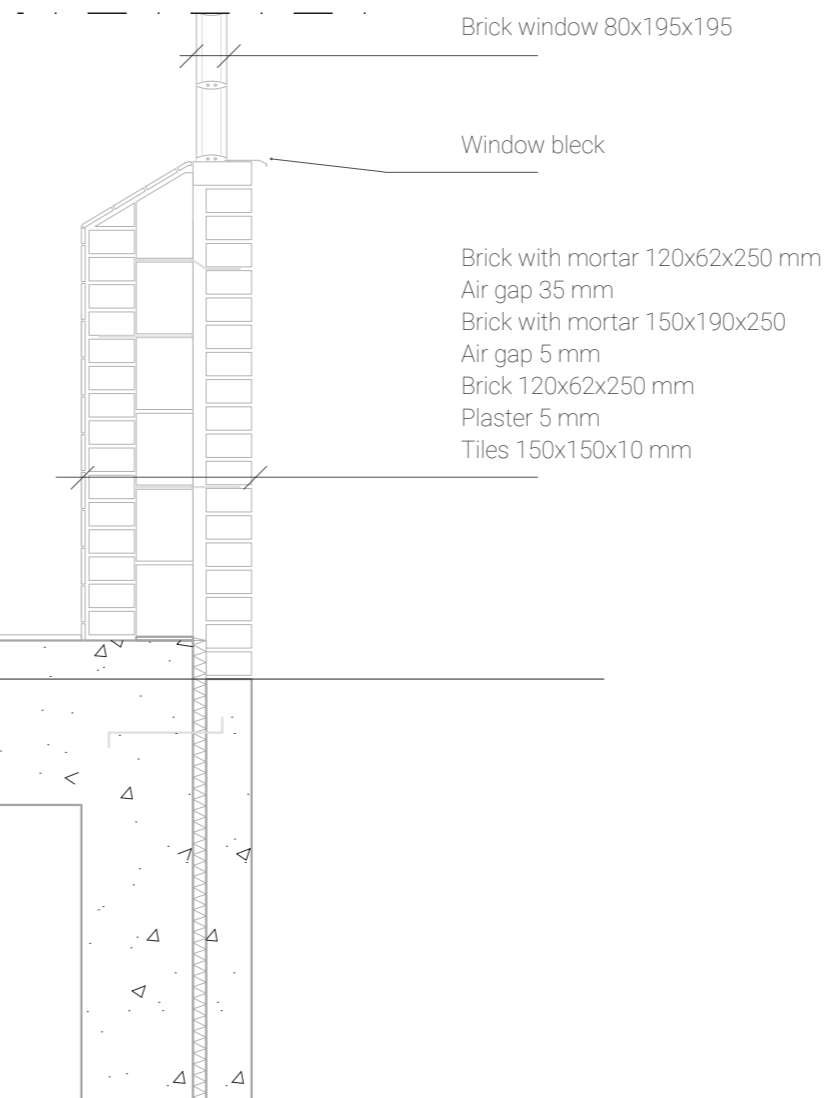 Brick window 80x195x195
Window bleck
Brick with mortar 120x62x250 mm
Air gap 35 mm
Brick with mortar 150x190x250
Air gap 5 mm
Brick 120x62x250 mm
Plaster 5 mm
Tiles 150x150x10 mm